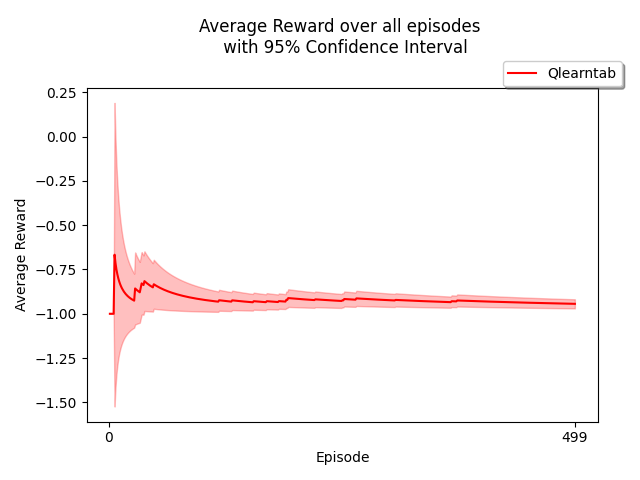 Average Reward over all episodes
with 95% Confidence Interval
Qlearntab
0.25
0.00
−0.25
−0.50
−0.75
−1.00
−1.25
−1.50
Average Reward
0
499
Episode